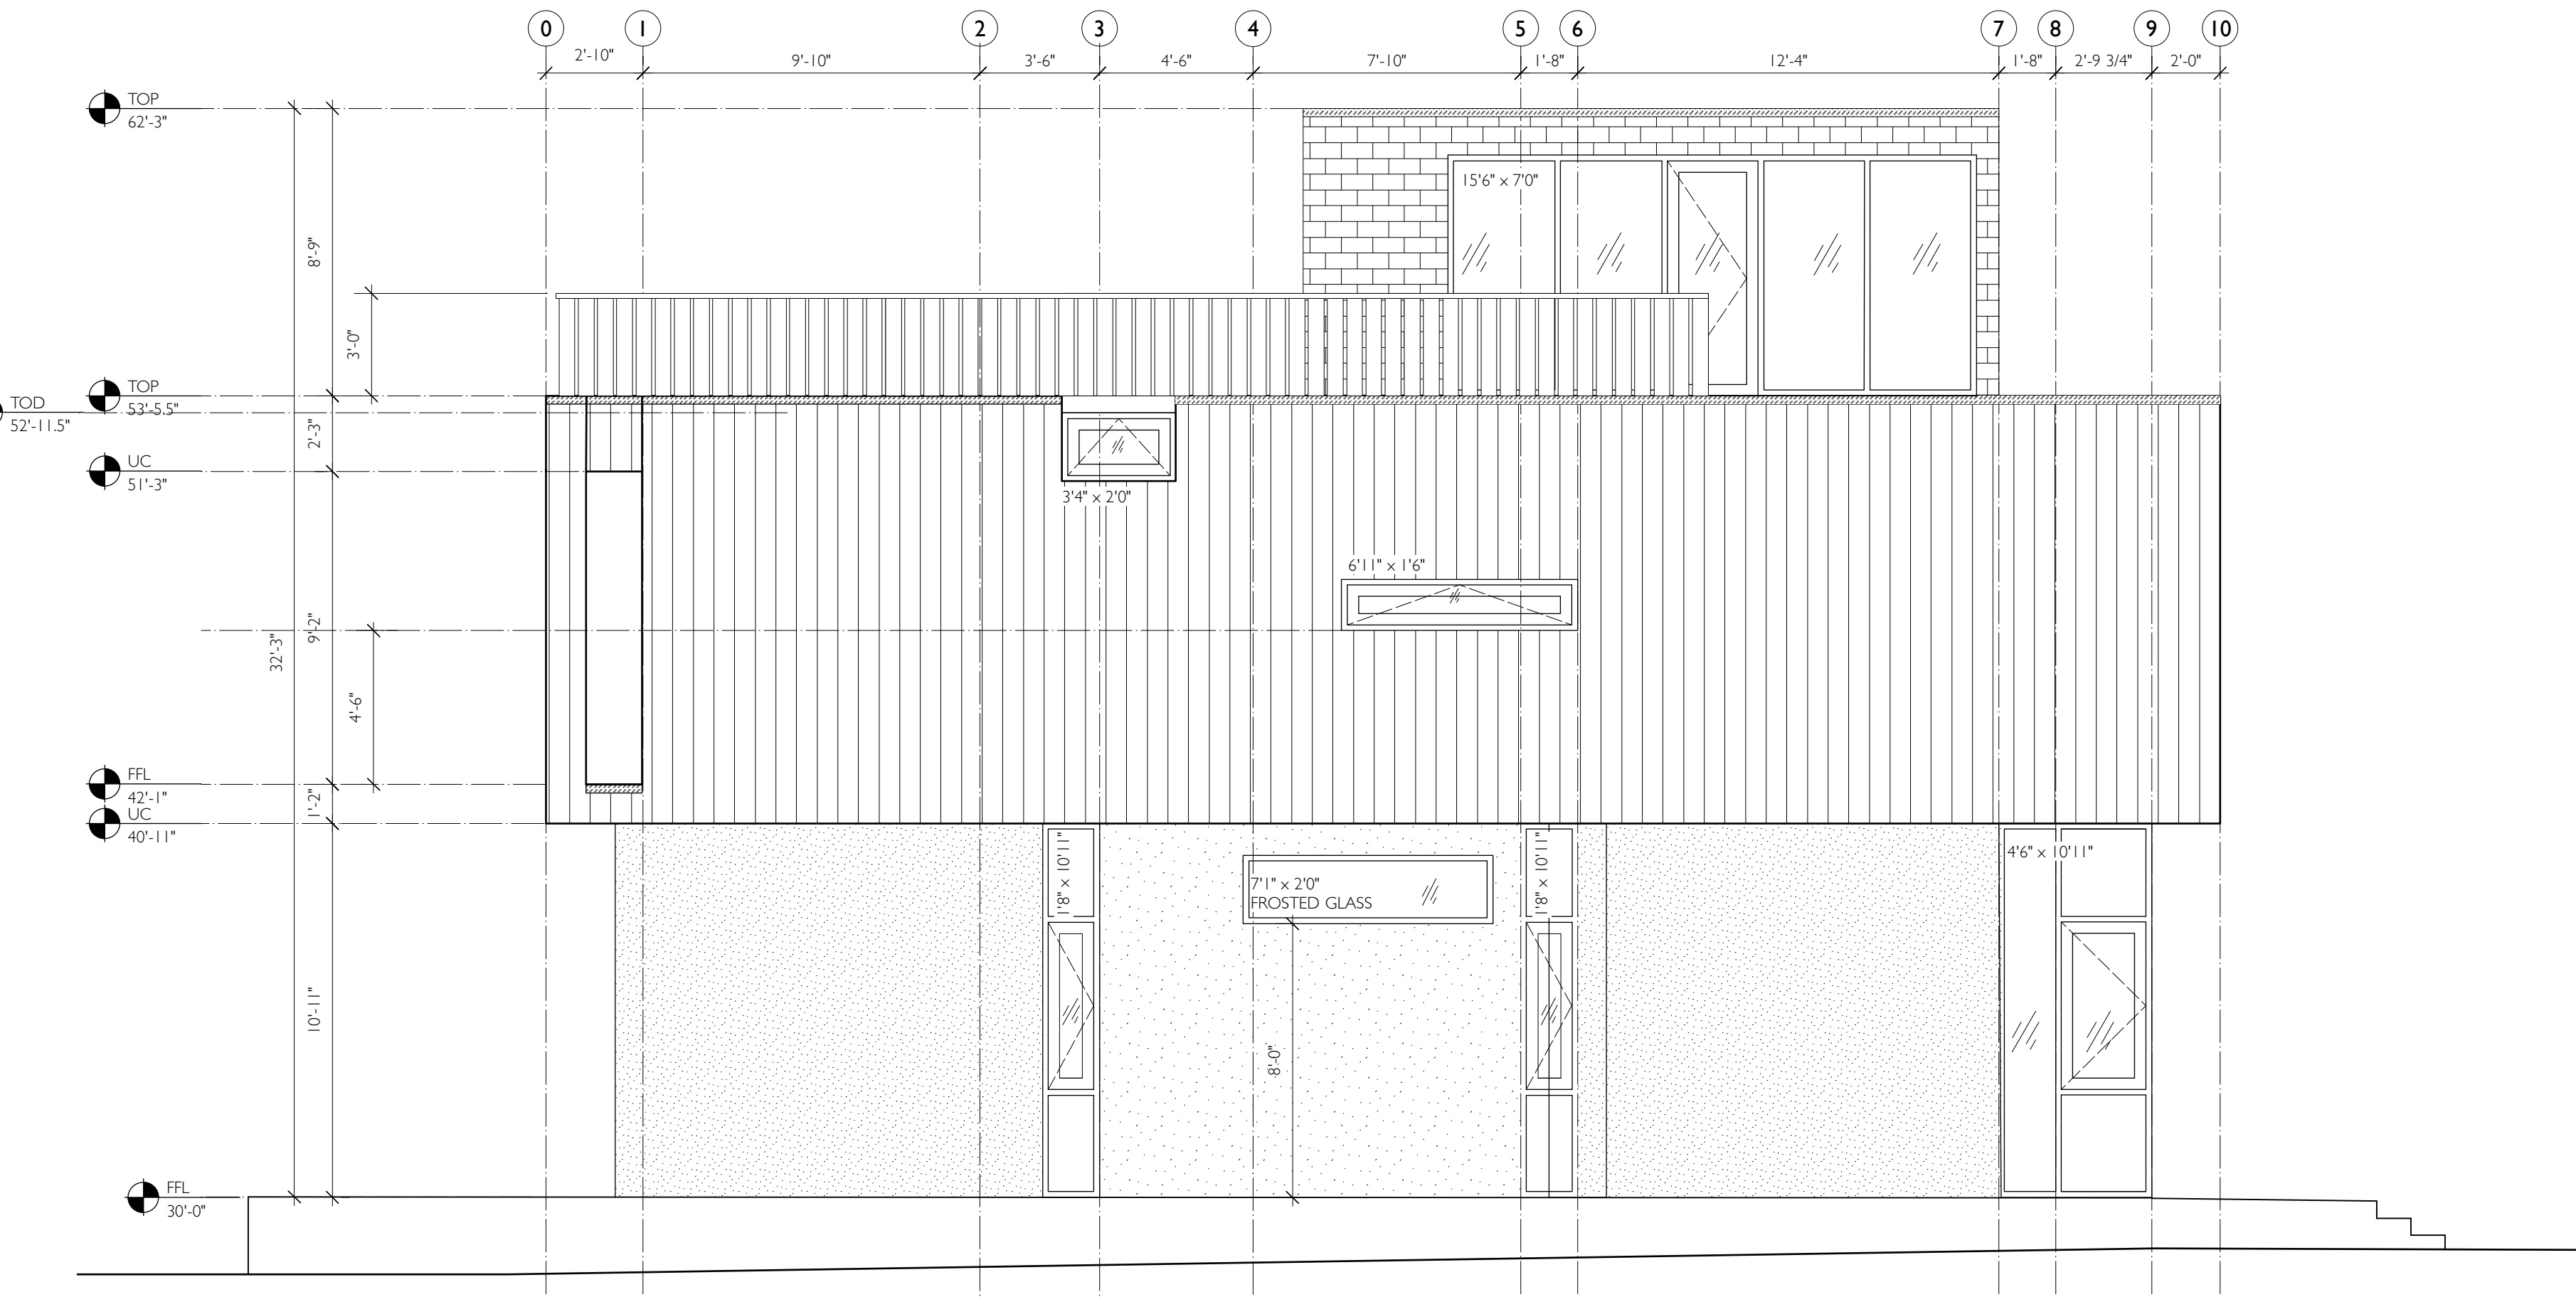 0 1 2 3 4 5 6 7 8 9 10
2'-10" 9'-10" 3'-6" 4'-6" 7'-10" 1'-8" 12'-4" 1'-8" 2'-9 3/4" 2'-0"
TOP
62'-3"
15'6" x 7'0"
8'-9"
3'-0"
TOP
53'-5.5"
TOD
52'-11.5"
2'-3"
UC
51'-3"
3'4" x 2'0"
6'11" x 1'6"
9'-2"
32'-3"
4'-6"
FFL
42'-1"
1'-2"
UC
40'-11"
1'8" x 10'11"
7'1" x 2'0"
FROSTED GLASS
1'8" x 10'11"
4'6" x 10'11"
10'-11"
8'-0"
FFL
30'-0"